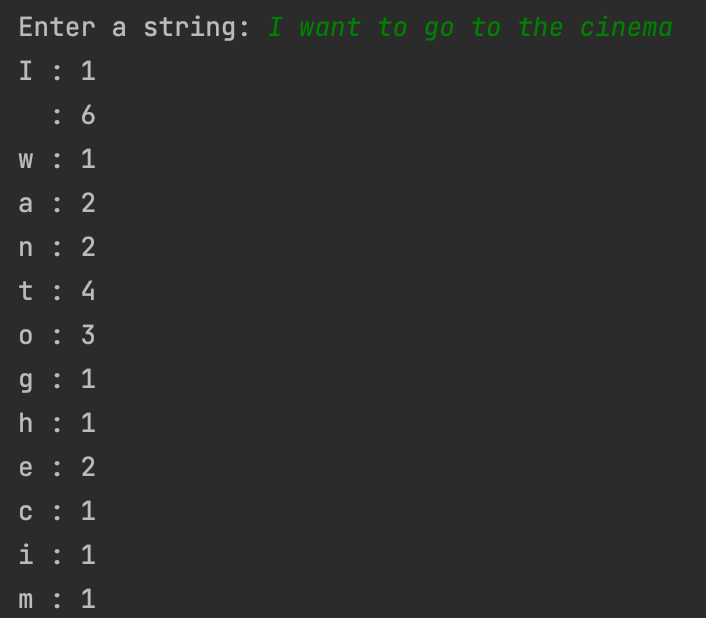 Enter a string: I want to go to the cinema
I : 1
  : 6
w : 1
a : 2
n : 2
t : 4
o : 3
g : 1
h : 1
e : 2
c : 1
i : 1
m : 1